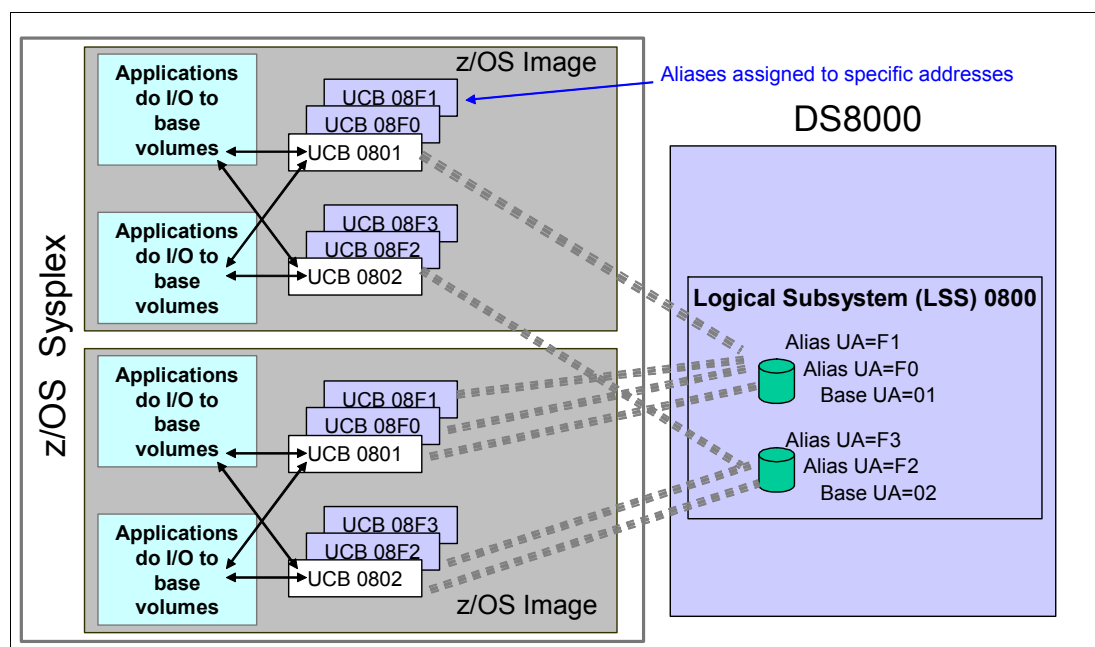 z/OS Sysplex
z/OS Image
Applications
do I/O to
base
volumes
UCB 08F1
UCB 08F0
UCB 0801
Applications
do I/O to
base
volumes
UCB 08F3
UCB 08F2
UCB 0802
Applications
do I/O to
base
volumes
UCB 08F1
UCB 08F0
UCB 0801
Applications
do I/O to
base
volumes
UCB 08F3
UCB 08F2
UCB 0802
z/OS Image
Aliases assigned to specific addresses
DS8000
Logical Subsystem (LSS) 0800
Alias UA=F1
Alias UA=F0
Base UA=01
Alias UA=F3
Alias UA=F2
Base UA=02